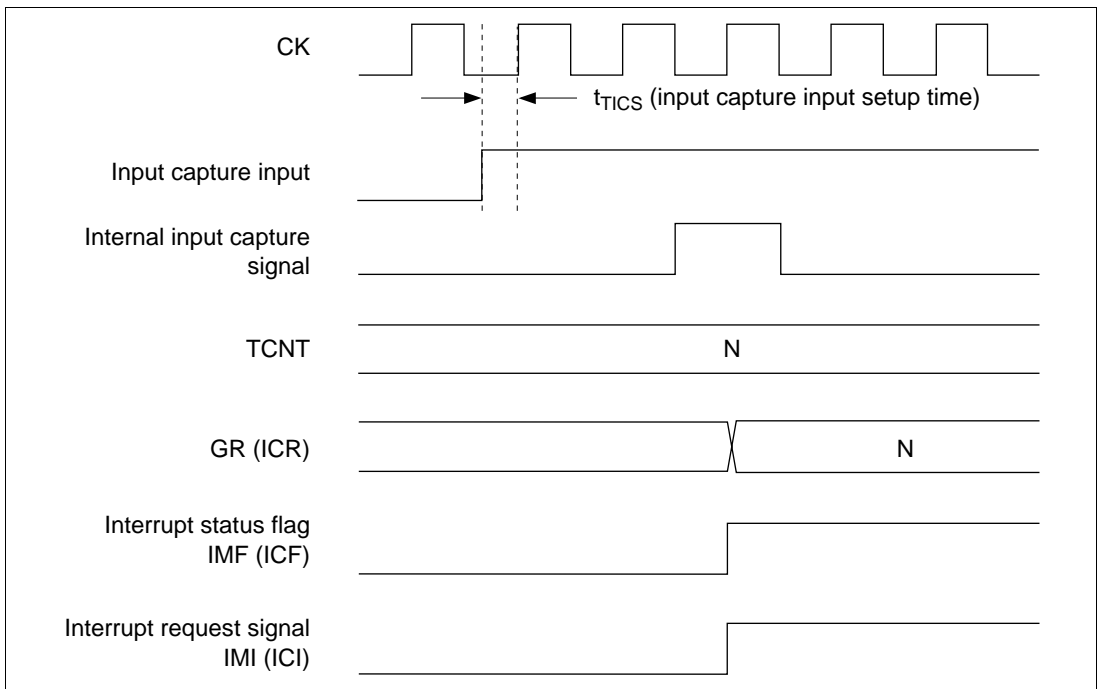 CK
tTICS (input capture input setup time)
Input capture input
Internal input capture
signal
TCNT
N
GR (ICR)
N
Interrupt status flag
IMF (ICF)
Interrupt request signal
IMI (ICI)